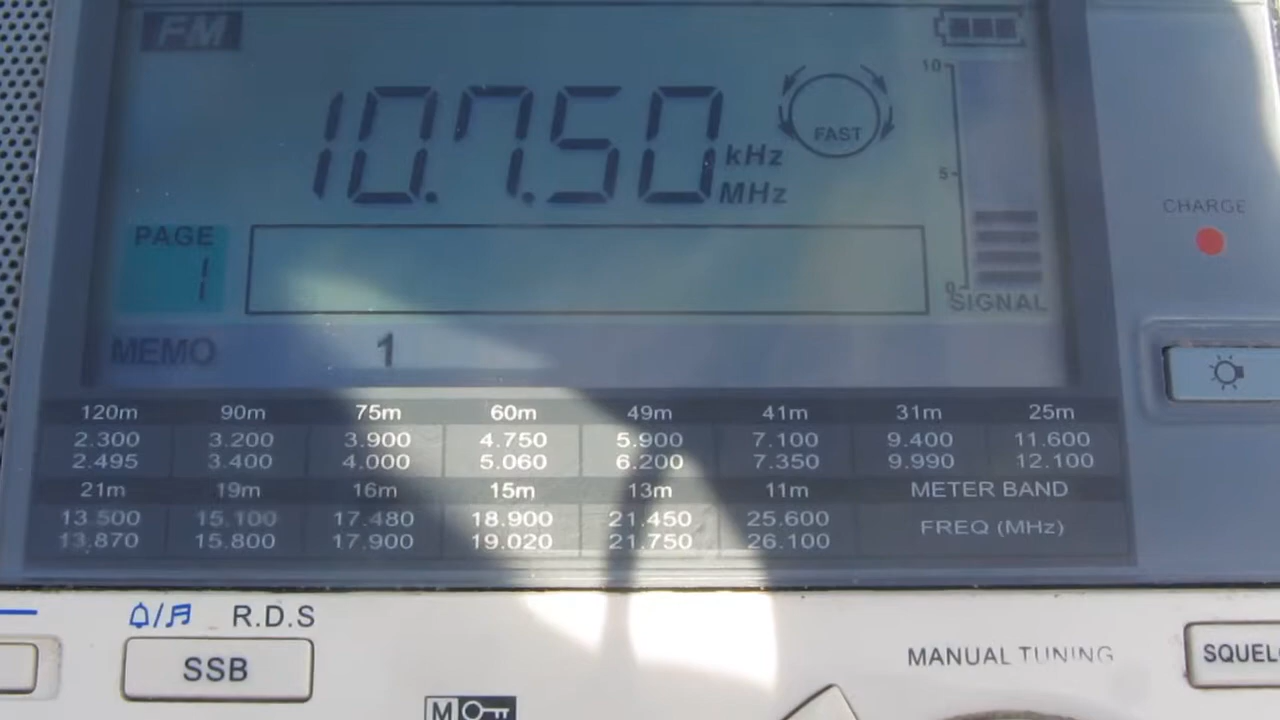 FM
107.50 kHz MHz
FAST
10
5
0
SIGNAL
CHARGE
PAGE
1
MEMO 1
120m 90m 75m 60m 49m 41m 31m 25m
2.300 3.200 3.900 4.750 5.900 7.100 9.400 11.600
2.495 3.400 4.000 5.060 6.200 7.350 9.990 12.100
21m 19m 16m 15m 13m 11m METER BAND
13.500 15.100 17.480 18.900 21.450 25.600 FREQ (MHz)
13.870 15.800 17.900 19.020 21.750 26.100
R.D.S
SSB
MANUAL TUNING
SQUEL
M